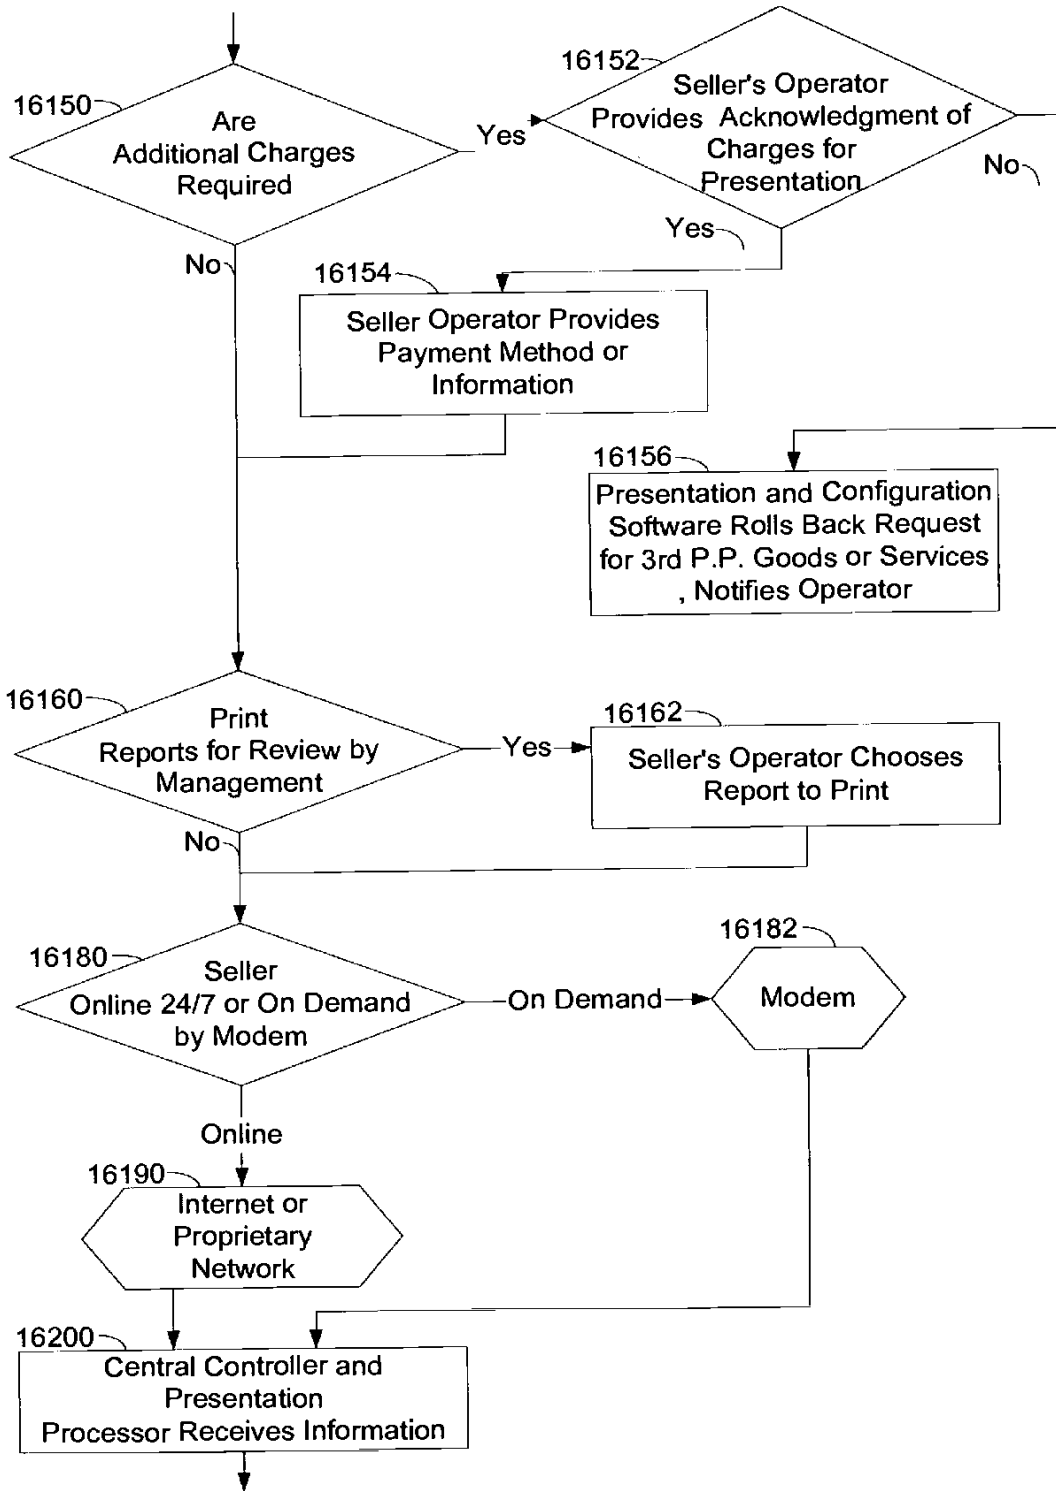 16150
Are
Additional Charges
Required
Yes
16152
Seller's Operator
Provides Acknowledgment of
Charges for
Presentation
No
Yes
No
16154
Seller Operator Provides
Payment Method or
Information
16156
Presentation and Configuration
Software Rolls Back Request
for 3rd P.P. Goods or Services
, Notifies Operator
16160
Print
Reports for Review by
Management
Yes
16162
Seller's Operator Chooses
Report to Print
No
16180
Seller
Online 24/7 or On Demand
by Modem
On Demand
16182
Modem
Online
16190
Internet or
Proprietary
Network
16200
Central Controller and
Presentation
Processor Receives Information